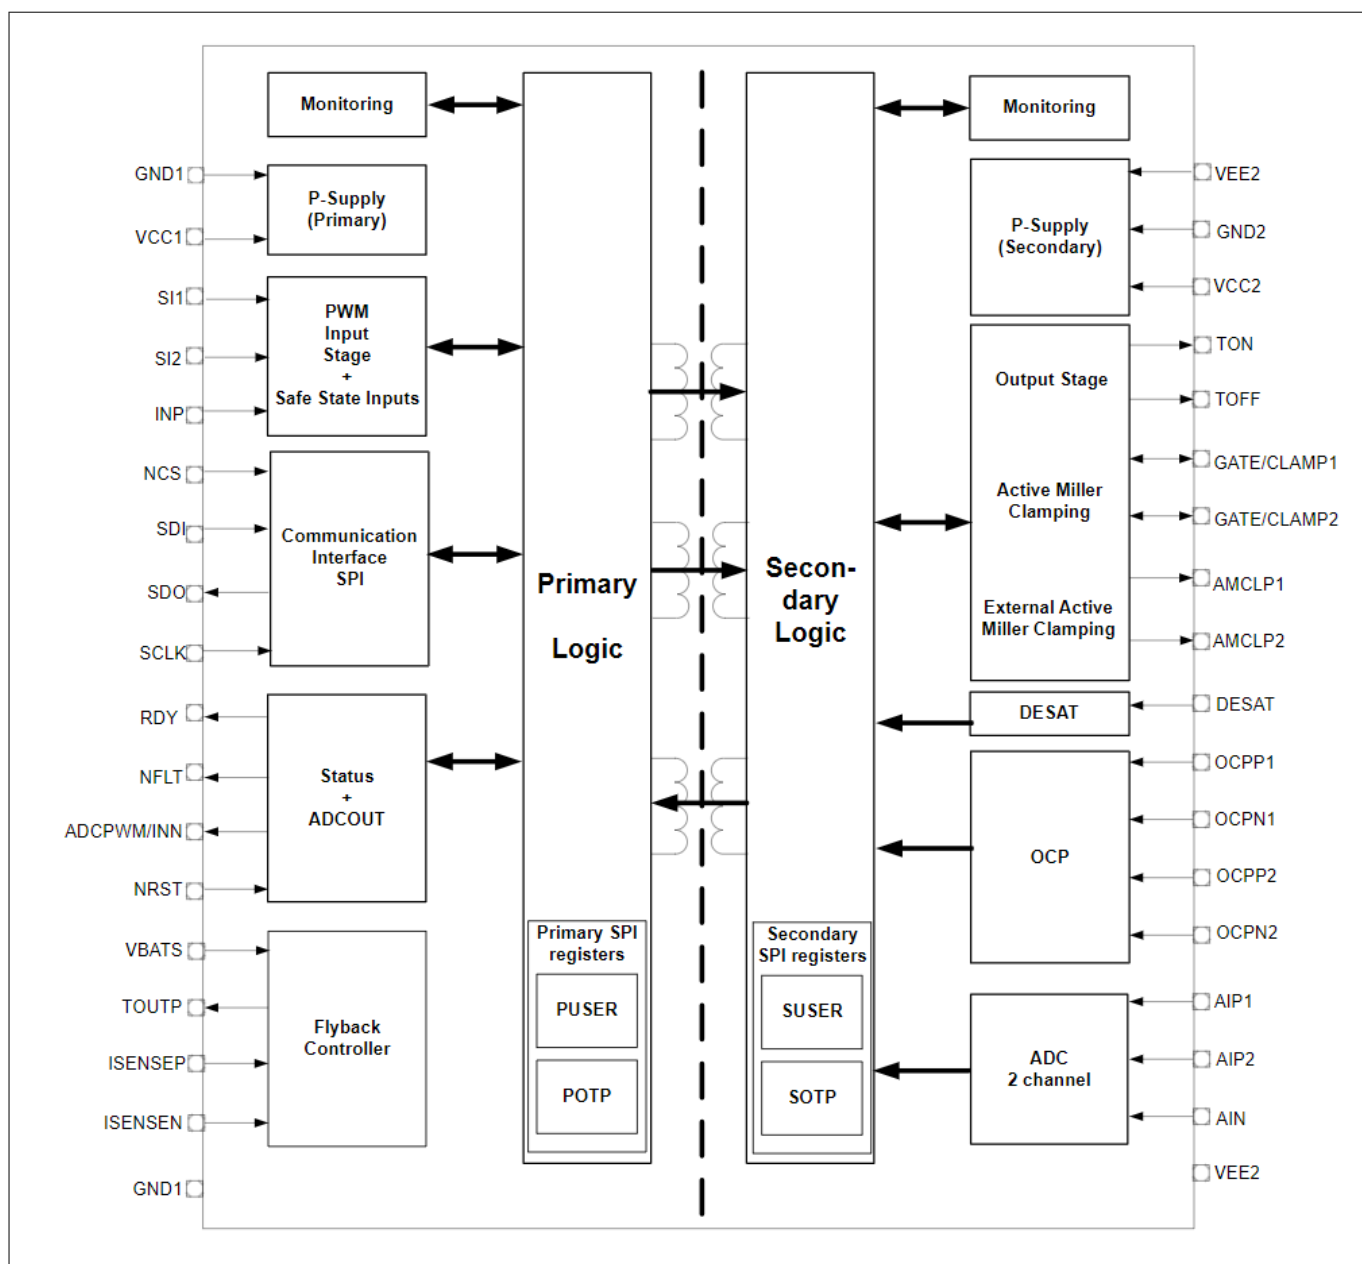 Monitoring
GND1
P-Supply
(Primary)
VCC1
SI1
PWM
Input
Stage
+
Safe State Inputs
SI2
INP
NCS
SDI
Communication
Interface
SPI
SDO
SCLK
RDY
NFLT
Status
+
ADCOUT
ADCPWM/INN
NRST
VBATS
TOUTP
Flyback
Controller
ISENSEP
ISENSEN
GND1
Primary
Logic
Primary SPI
registers
PUSER
POTP
Secon-
dary
Logic
Secondary
SPI registers
SUSER
SOTP
Monitoring
VEE2
P-Supply
(Secondary)
GND2
VCC2
TON
Output Stage
TOFF
GATE/CLAMP1
Active Miller
Clamping
GATE/CLAMP2
AMCLP1
External Active
Miller Clamping
AMCLP2
DESAT
DESAT
OCPP1
OCPN1
OCP
OCPP2
OCPN2
AIP1
ADC
2 channel
AIP2
AIN
VEE2